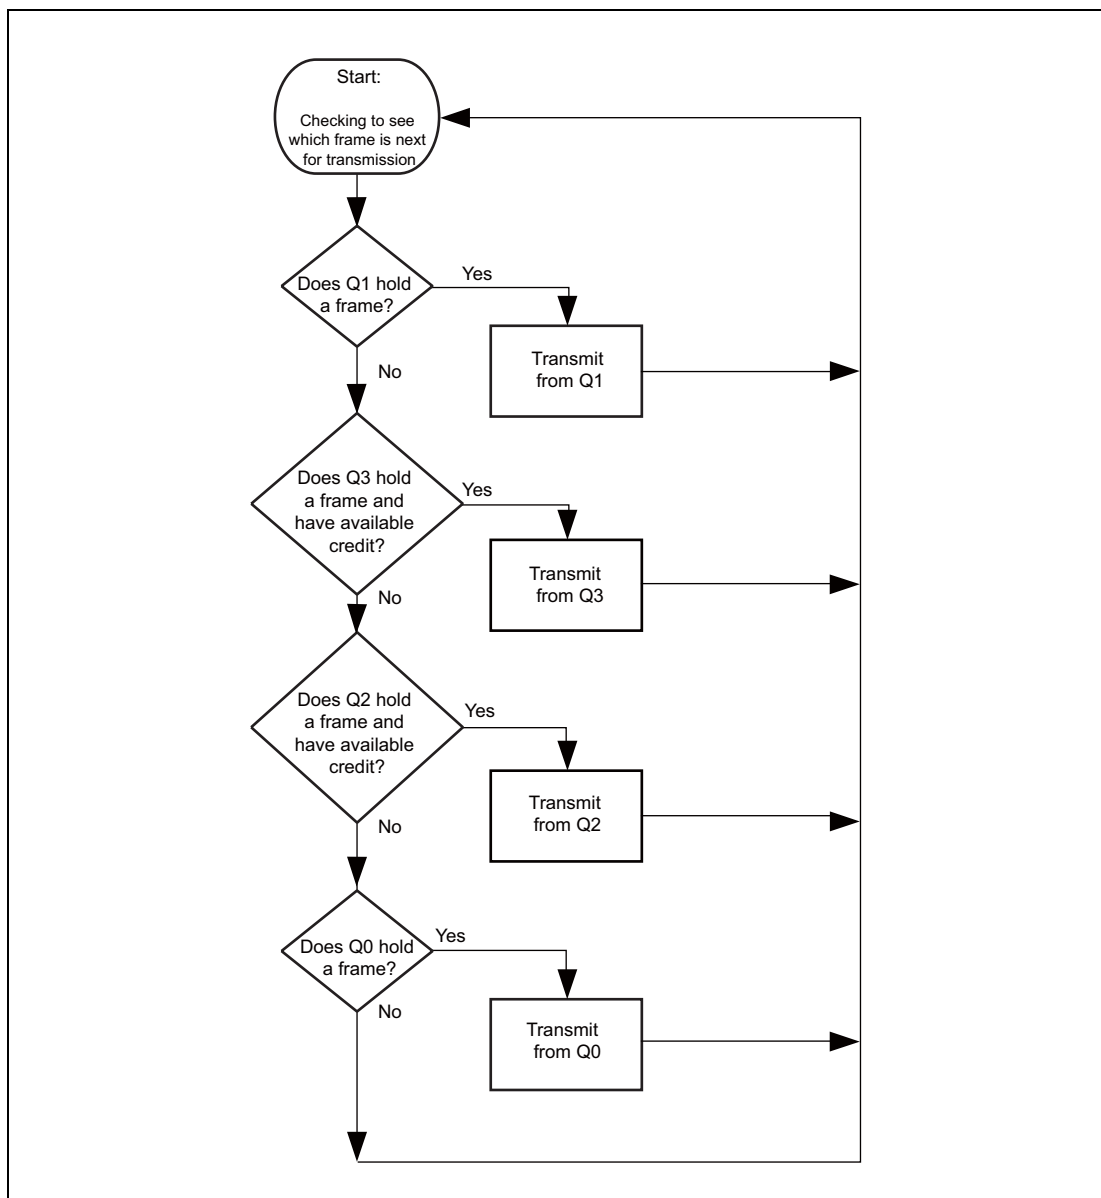 Start:
Checking to see
which frame is next
for transmission
Does Q1 hold
a frame?
Yes
Transmit
from Q1
No
Does Q3 hold
a frame and
have available
credit?
Yes
Transmit
from Q3
No
Does Q2 hold
a frame and
have available
credit?
Yes
Transmit
from Q2
No
Does Q0 hold
a frame?
Yes
Transmit
from Q0
No